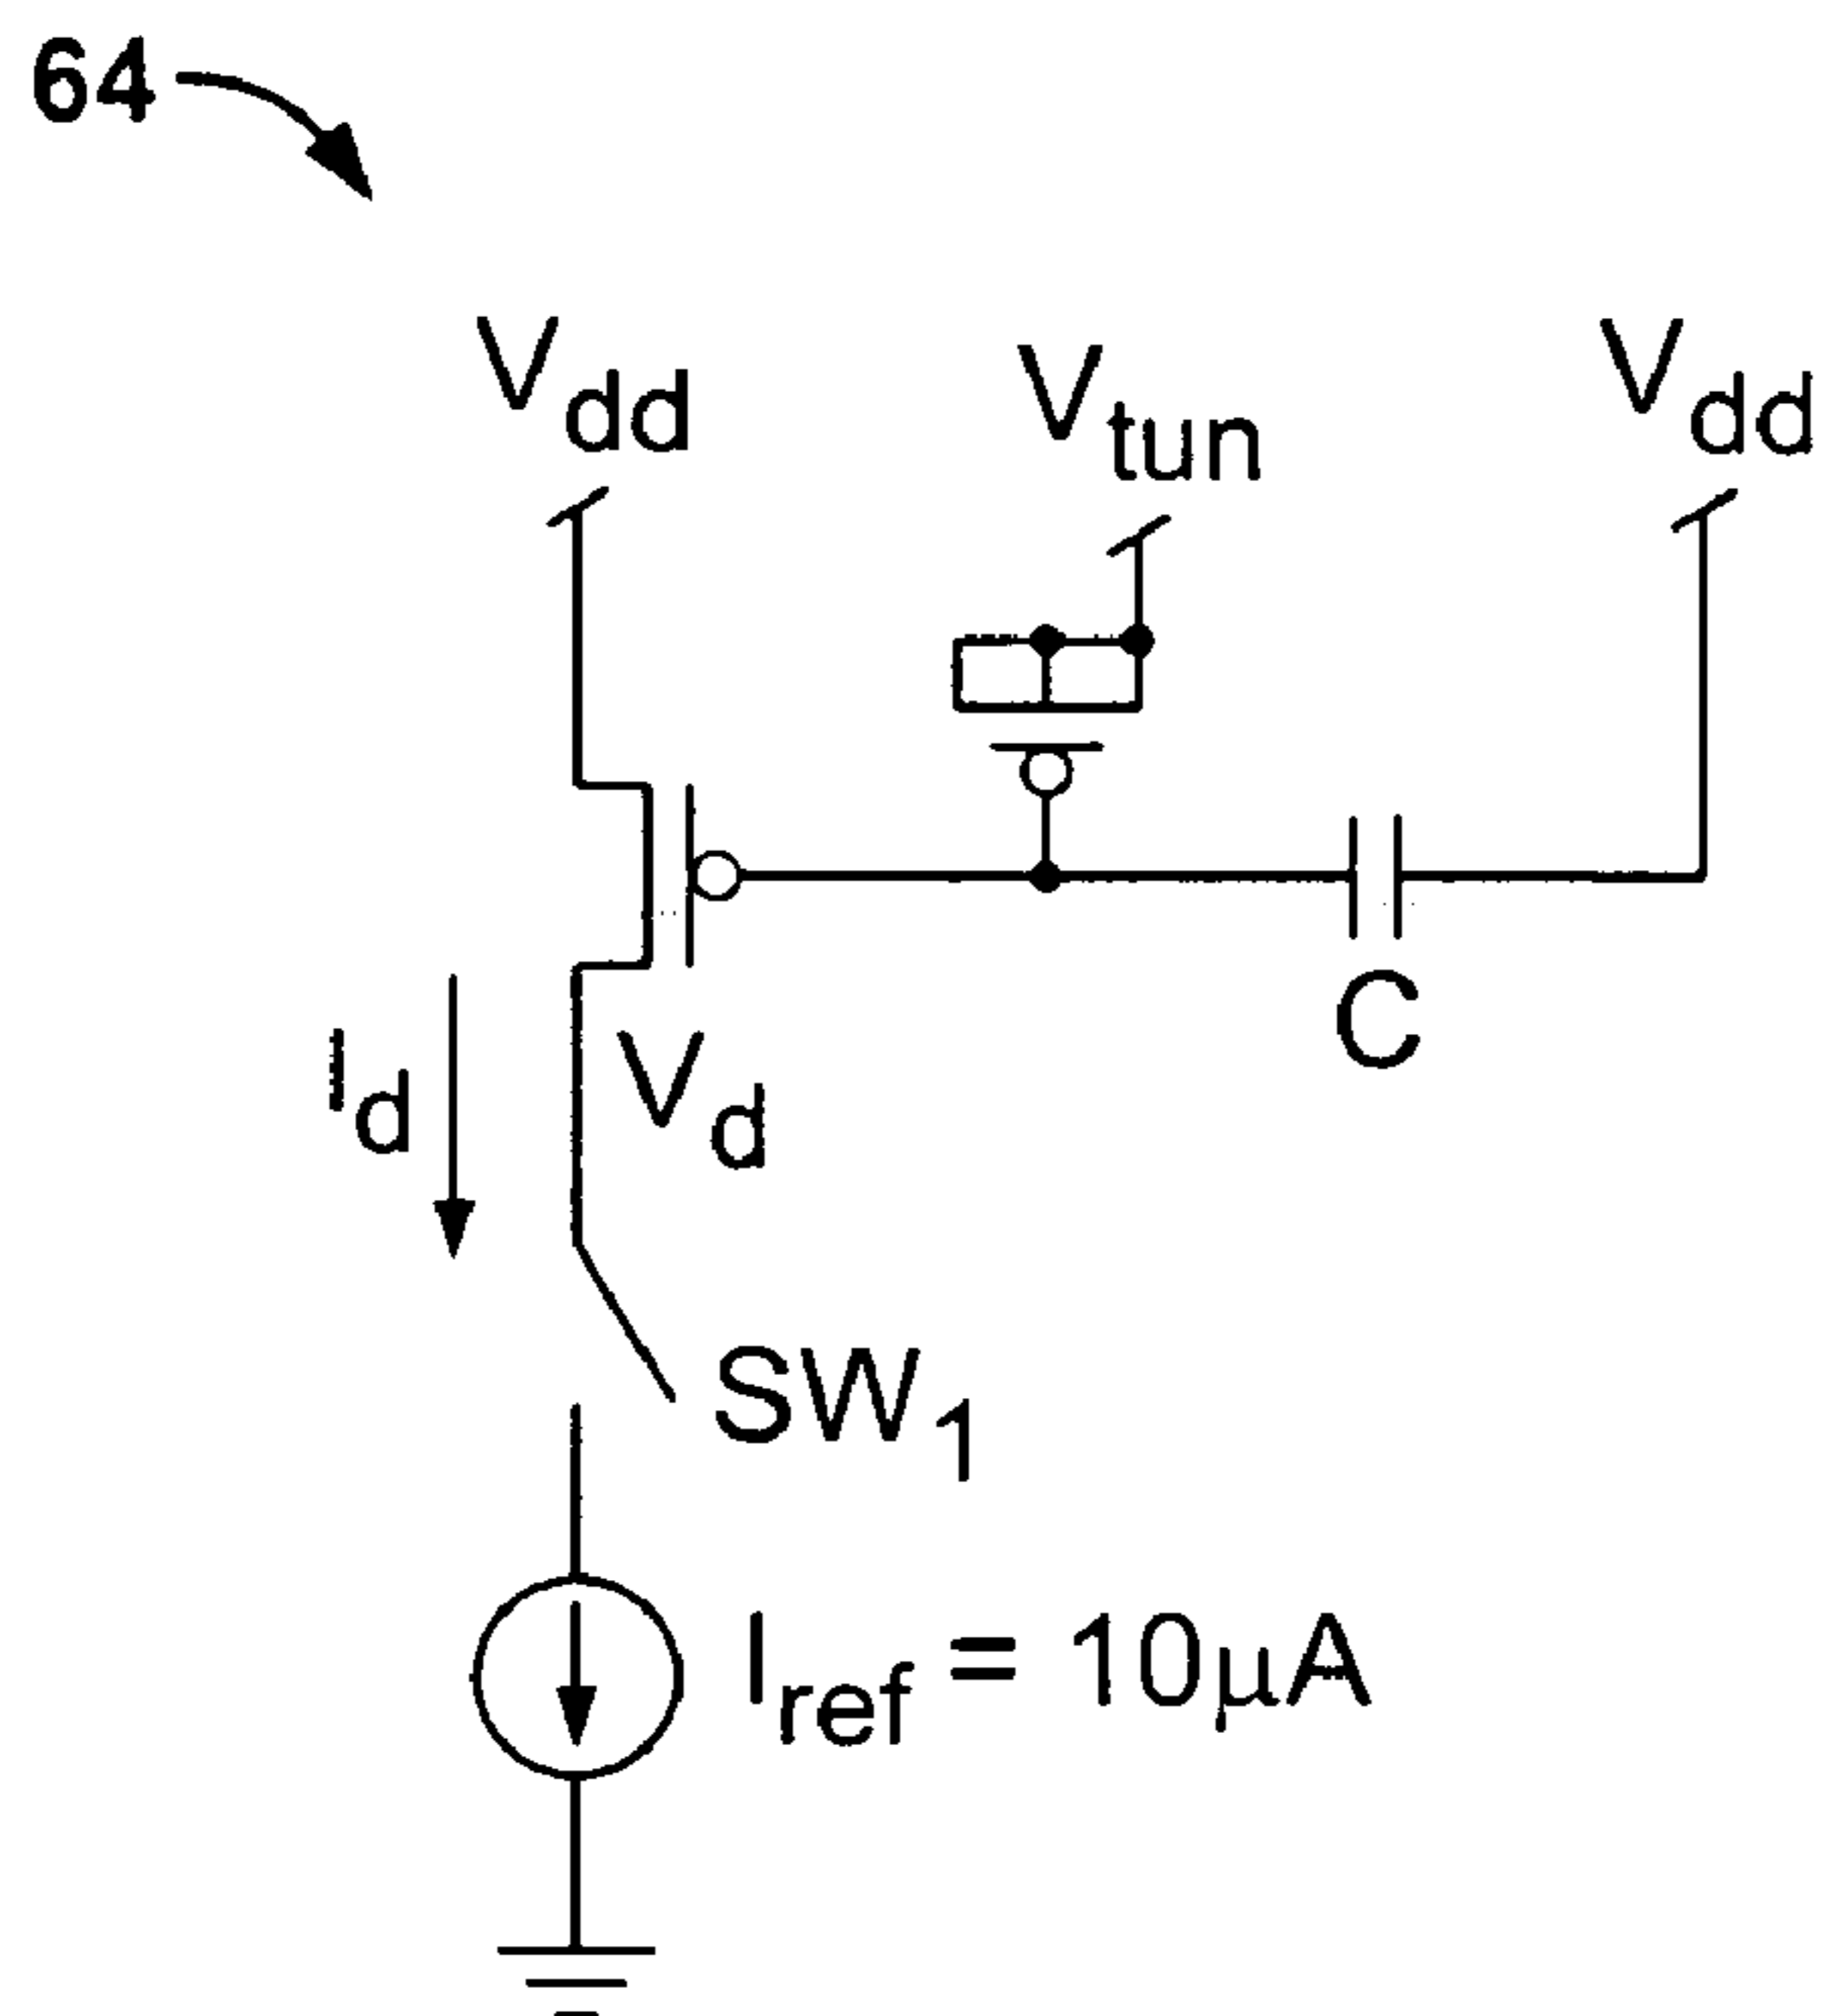 64
Vdd
Vtun
Vdd
Id
Vd
C
SW1
Iref = 10µA